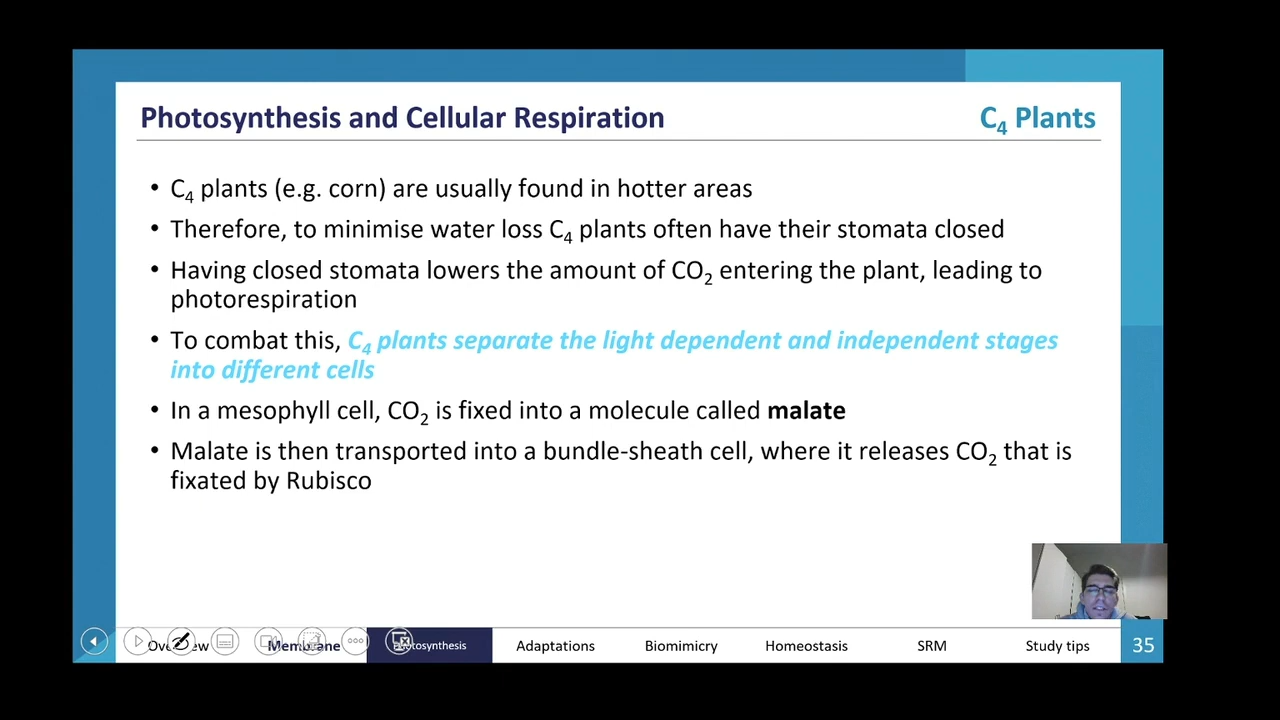 Photosynthesis and Cellular Respiration
C₄ Plants
• C₄ plants (e.g. corn) are usually found in hotter areas
• Therefore, to minimise water loss C₄ plants often have their stomata closed
• Having closed stomata lowers the amount of CO₂ entering the plant, leading to
photorespiration
• To combat this, C₄ plants separate the light dependent and independent stages
into different cells
• In a mesophyll cell, CO₂ is fixed into a molecule called malate
• Malate is then transported into a bundle-sheath cell, where it releases CO₂ that is
fixated by Rubisco
Overview Membrane Photosynthesis Adaptations Biomimicry Homeostasis SRM Study tips 35